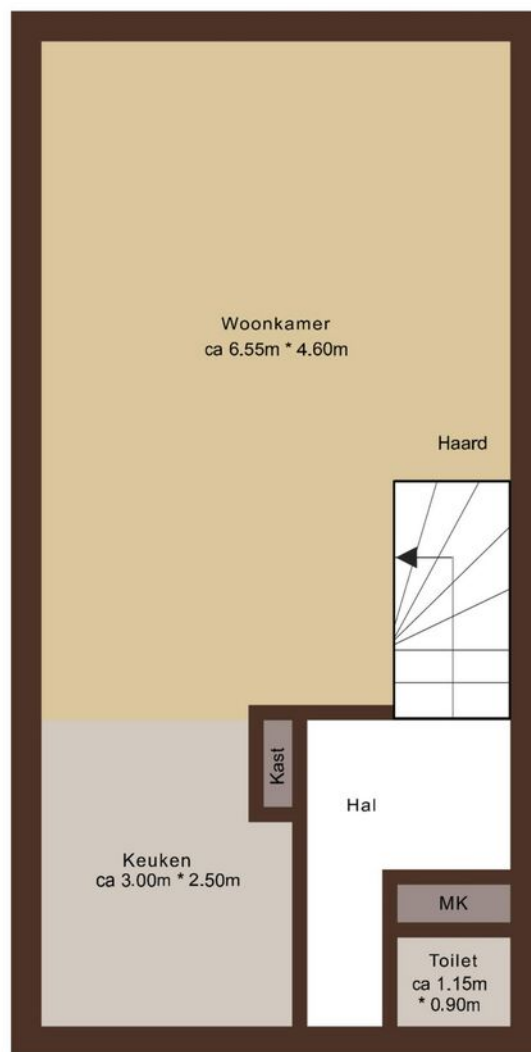 Woonkamer
ca 6.55m * 4.60m
Haard
Kast
Hal
Keuken
ca 3.00m * 2.50m
MK
Toilet
ca 1.15m
* 0.90m